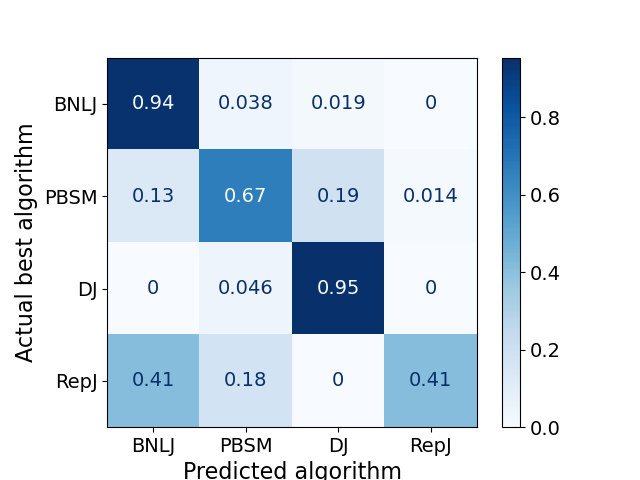 BNLJ 0.94 0.038 0.019 0
PBSM 0.13 0.67 0.19 0.014
DJ 0 0.046 0.95 0
RepJ 0.41 0.18 0 0.41
BNLJ PBSM DJ RepJ
Predicted algorithm
Actual best algorithm
0.8
0.6
0.4
0.2
0.0